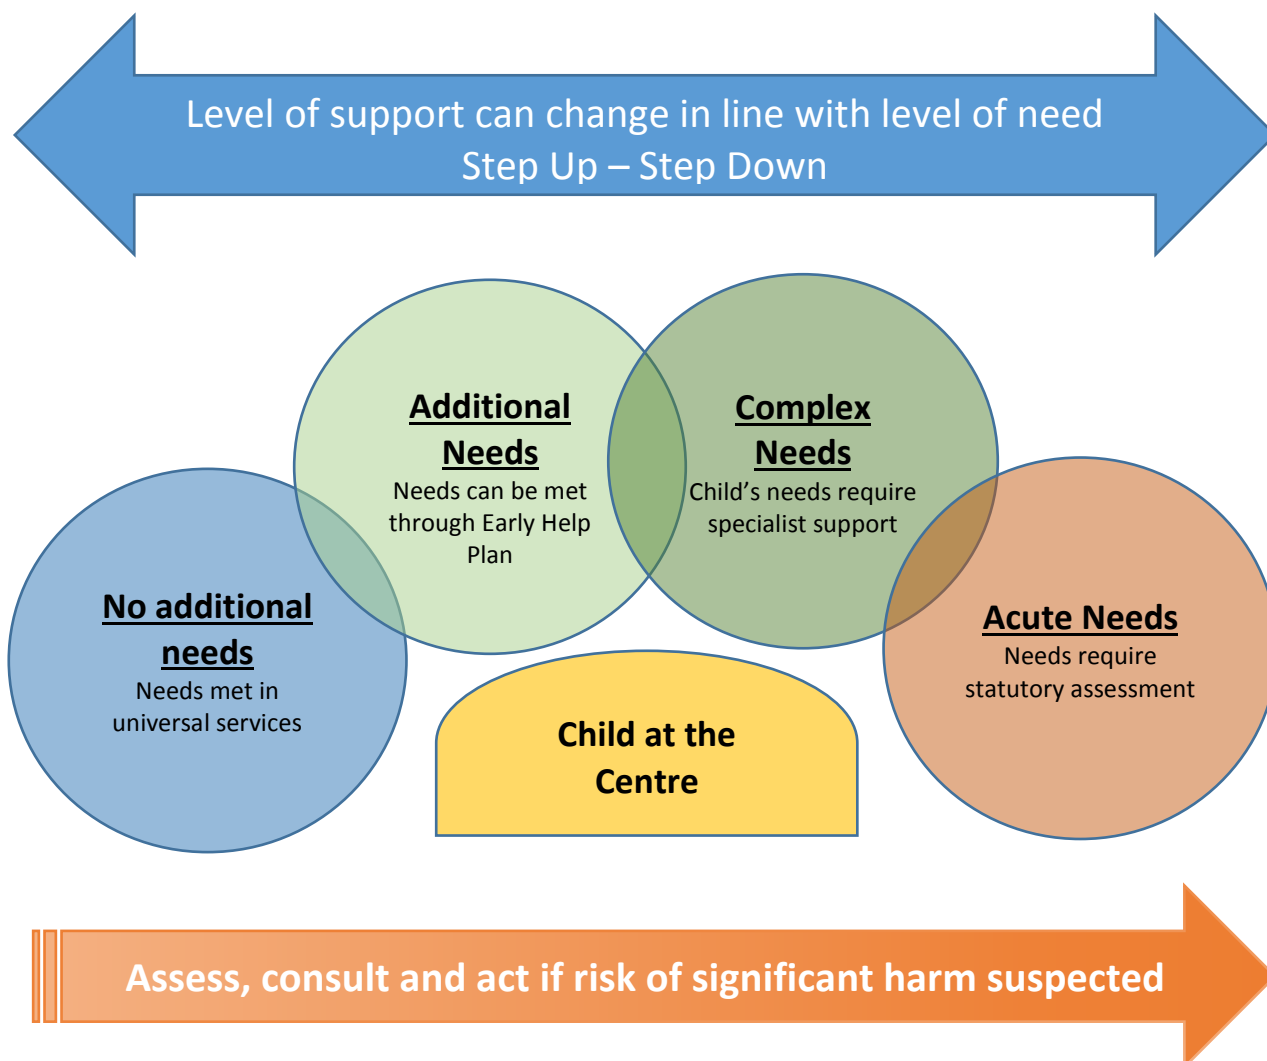 Level of support can change in line with level of need
Step Up – Step Down
Additional
Needs
Needs can be met
through Early Help
Plan
Complex
Needs
Child’s needs require
specialist support
No additional
needs
Needs met in
universal services
Acute Needs
Needs require
statutory assessment
Child at the
Centre
Assess, consult and act if risk of significant harm suspected